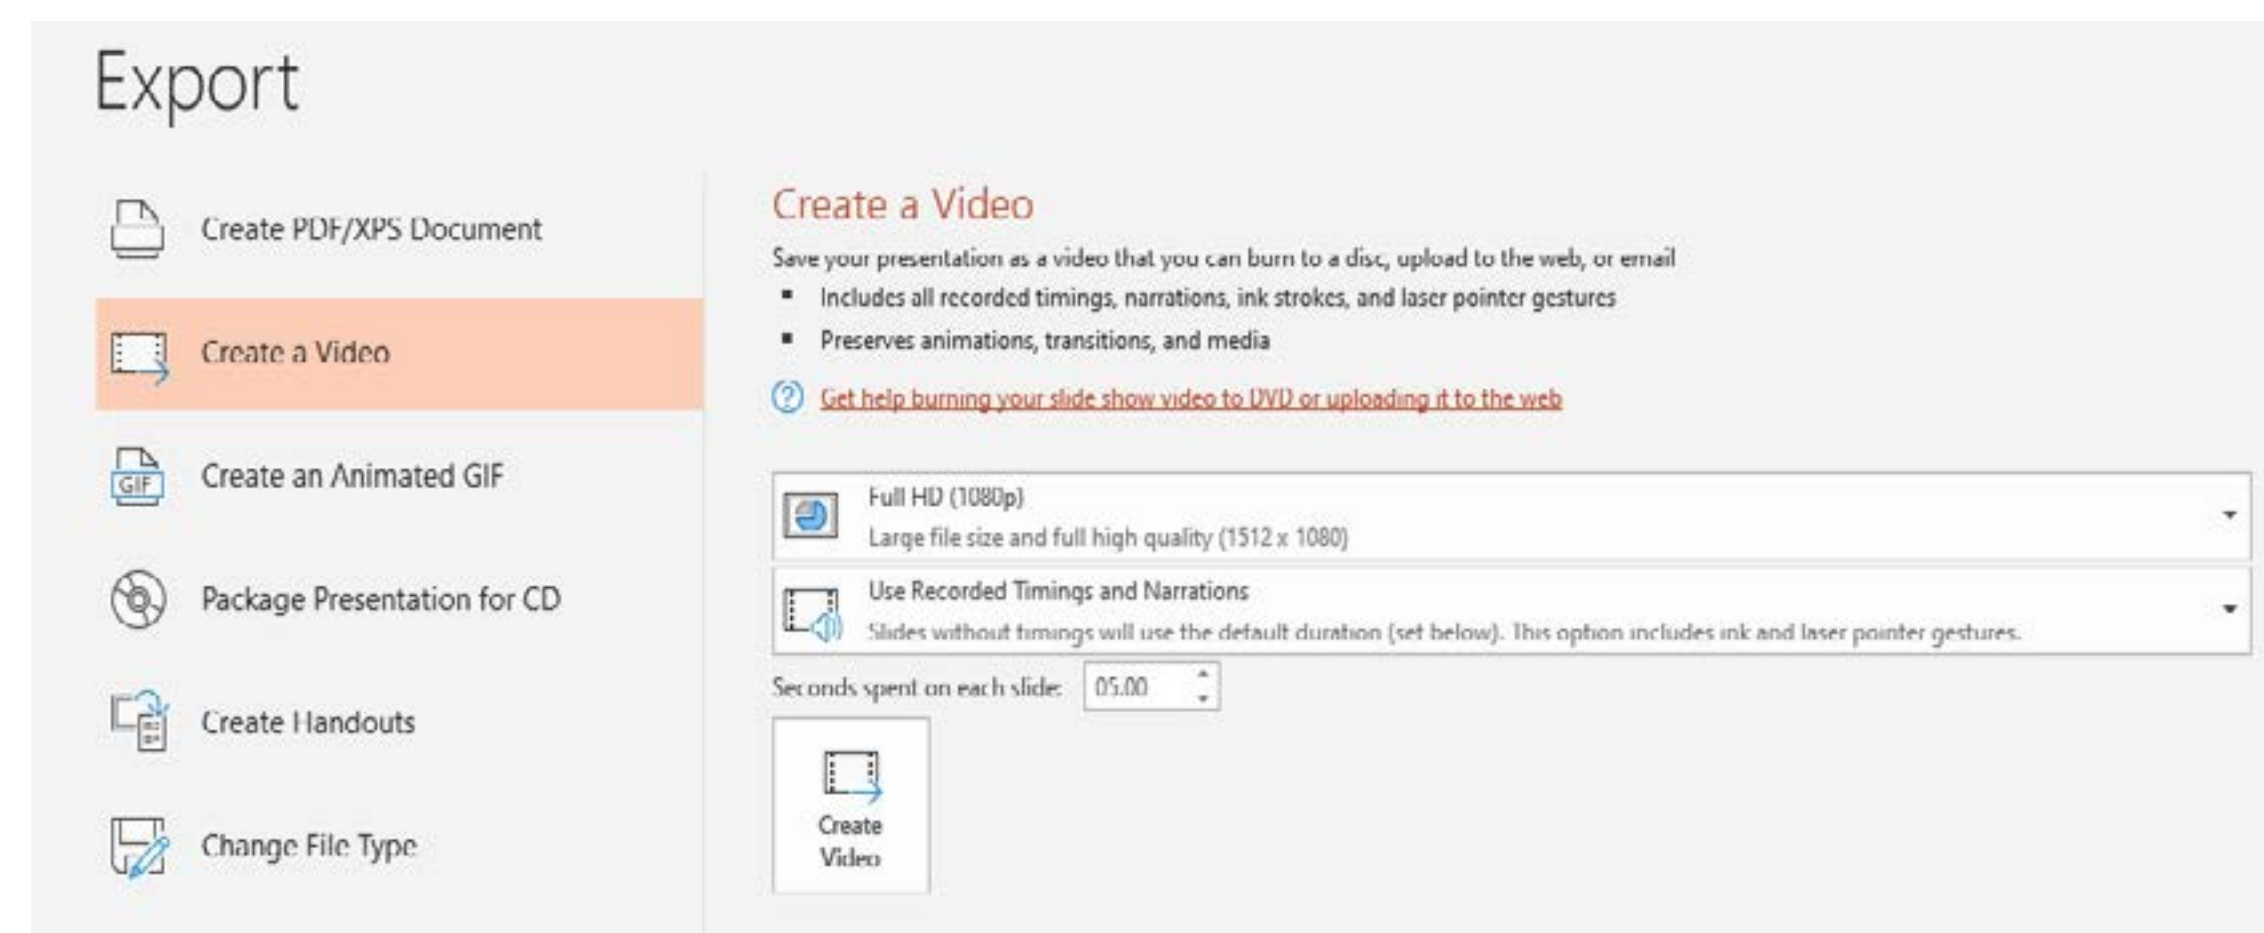 Export
Create PDF/XPS Document
Create a Video
Create an Animated GIF
GIF
Package Presentation for CD
Create Handouts
Change File Type
Create a Video
Save your presentation as a video that you can burn to a disc, upload to the web, or email
▪ Includes all recorded timings, narrations, ink strokes, and laser pointer gestures
▪ Preserves animations, transitions, and media
? Get help burning your slide show video to DVD or uploading it to the web
Full HD (1080p)
Large file size and full high quality (1512 x 1080)
Use Recorded Timings and Narrations
Slides without timings will use the default duration (set below). This option includes ink and laser pointer gestures.
Seconds spent on each slide: 05.00
Create
Video